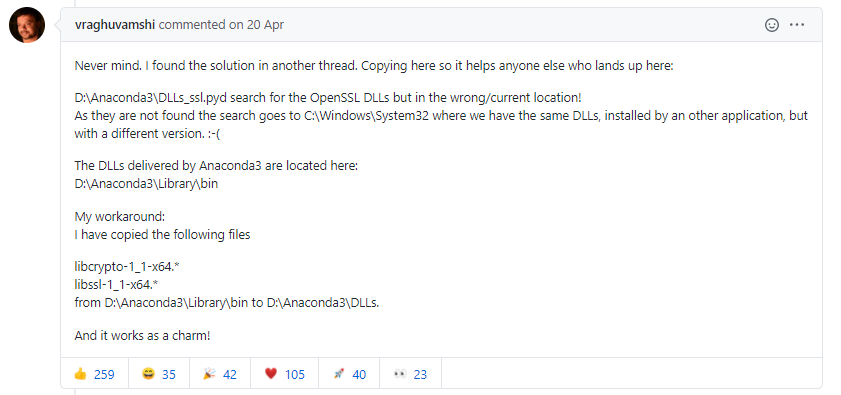 vraghuvamshi commented on 20 Apr
Never mind. I found the solution in another thread. Copying here so it helps anyone else who lands up here:
D:\Anaconda3\DLLs_ssl.pyd search for the OpenSSL DLLs but in the wrong/current location!
As they are not found the search goes to C:\Windows\System32 where we have the same DLLs, installed by an other application, but
with a different version. :-(
The DLLs delivered by Anaconda3 are located here:
D:\Anaconda3\Library\bin
My workaround:
I have copied the following files
libcrypto-1_1-x64.*
libssl-1_1-x64.*
from D:\Anaconda3\Library\bin to D:\Anaconda3\DLLs.
And it works as a charm!
👍 259 😄 35 🎉 42 ❤️ 105 🚀 40 👀 23